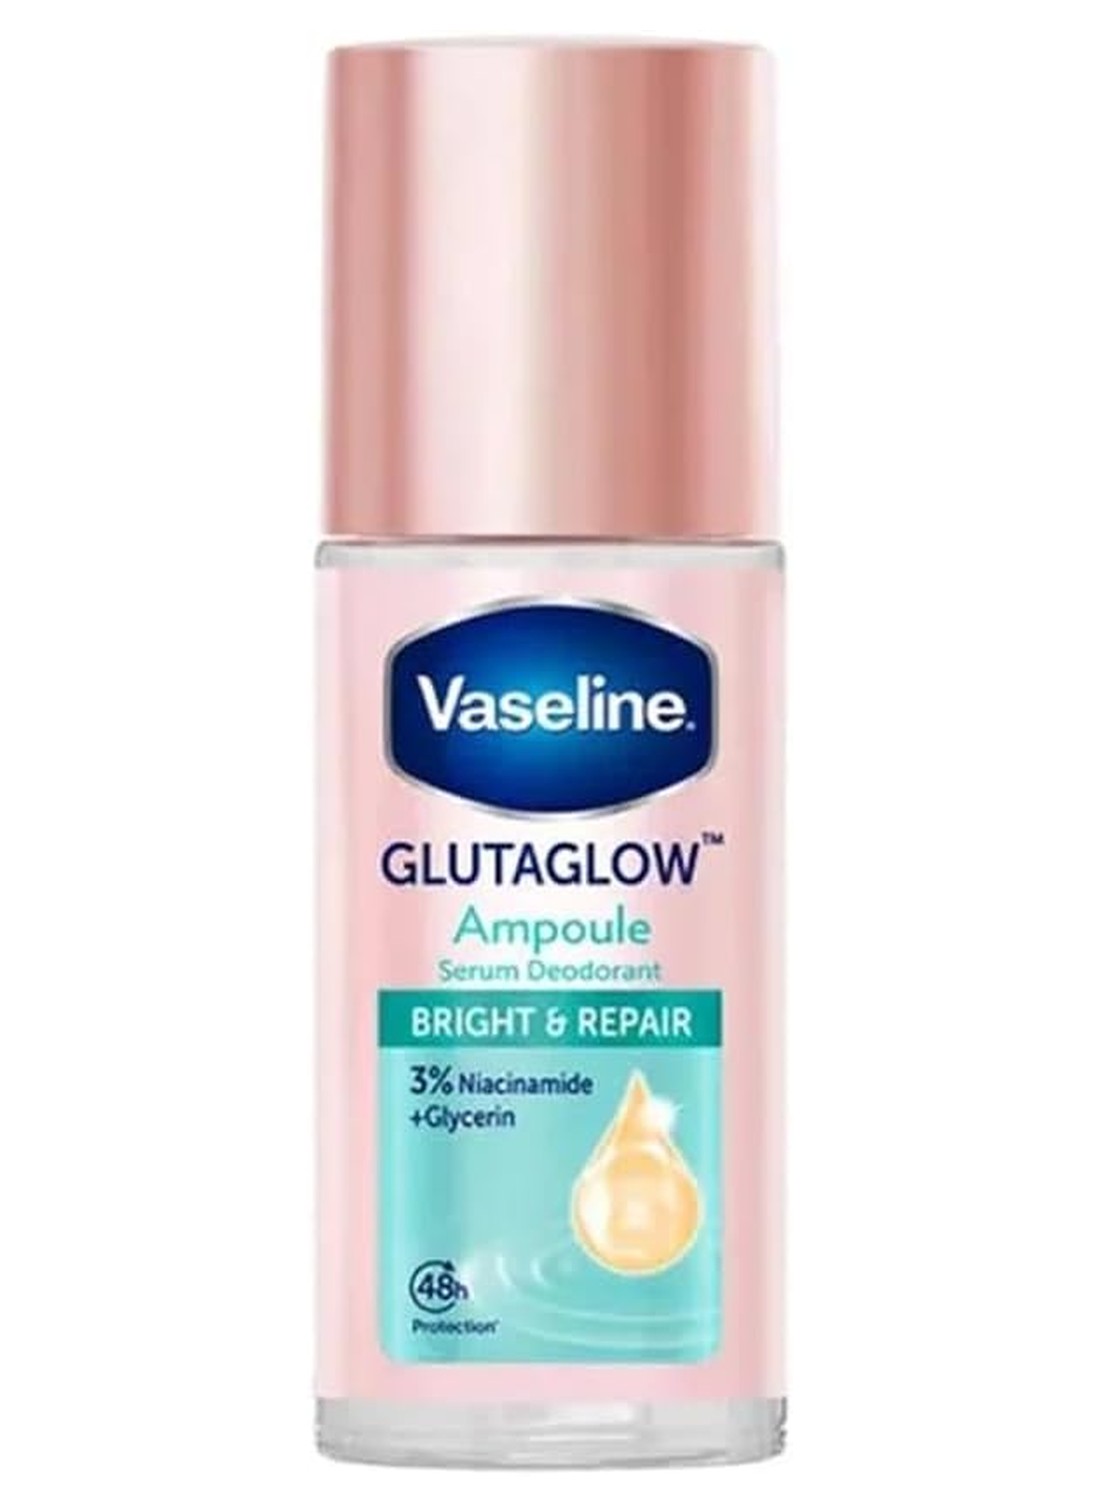 Vaseline.
GLUTAGLOW™
Ampoule
Serum Deodorant
BRIGHT & REPAIR
3% Niacinamide
+Glycerin
48h
Protection*